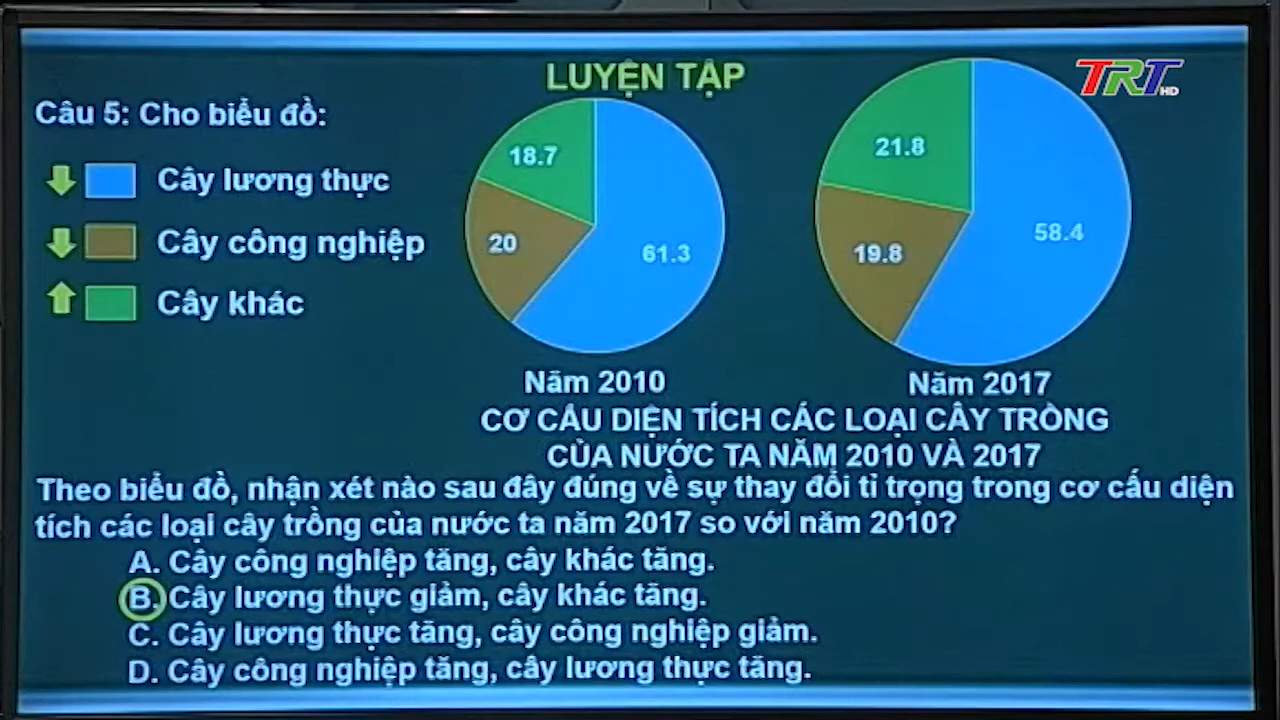 LUYỆN TẬP
TRT HD
Câu 5: Cho biểu đồ:
Cây lương thực
Cây công nghiệp
Cây khác
18.7
20
61.3
21.8
19.8
58.4
Năm 2010
Năm 2017
CƠ CẤU DIỆN TÍCH CÁC LOẠI CÂY TRỒNG
CỦA NƯỚC TA NĂM 2010 VÀ 2017
Theo biểu đồ, nhận xét nào sau đây đúng về sự thay đổi tỉ trọng trong cơ cấu diện
tích các loại cây trồng của nước ta năm 2017 so với năm 2010?
A. Cây công nghiệp tăng, cây khác tăng.
B. Cây lương thực giảm, cây khác tăng.
C. Cây lương thực tăng, cây công nghiệp giảm.
D. Cây công nghiệp tăng, cây lương thực tăng.